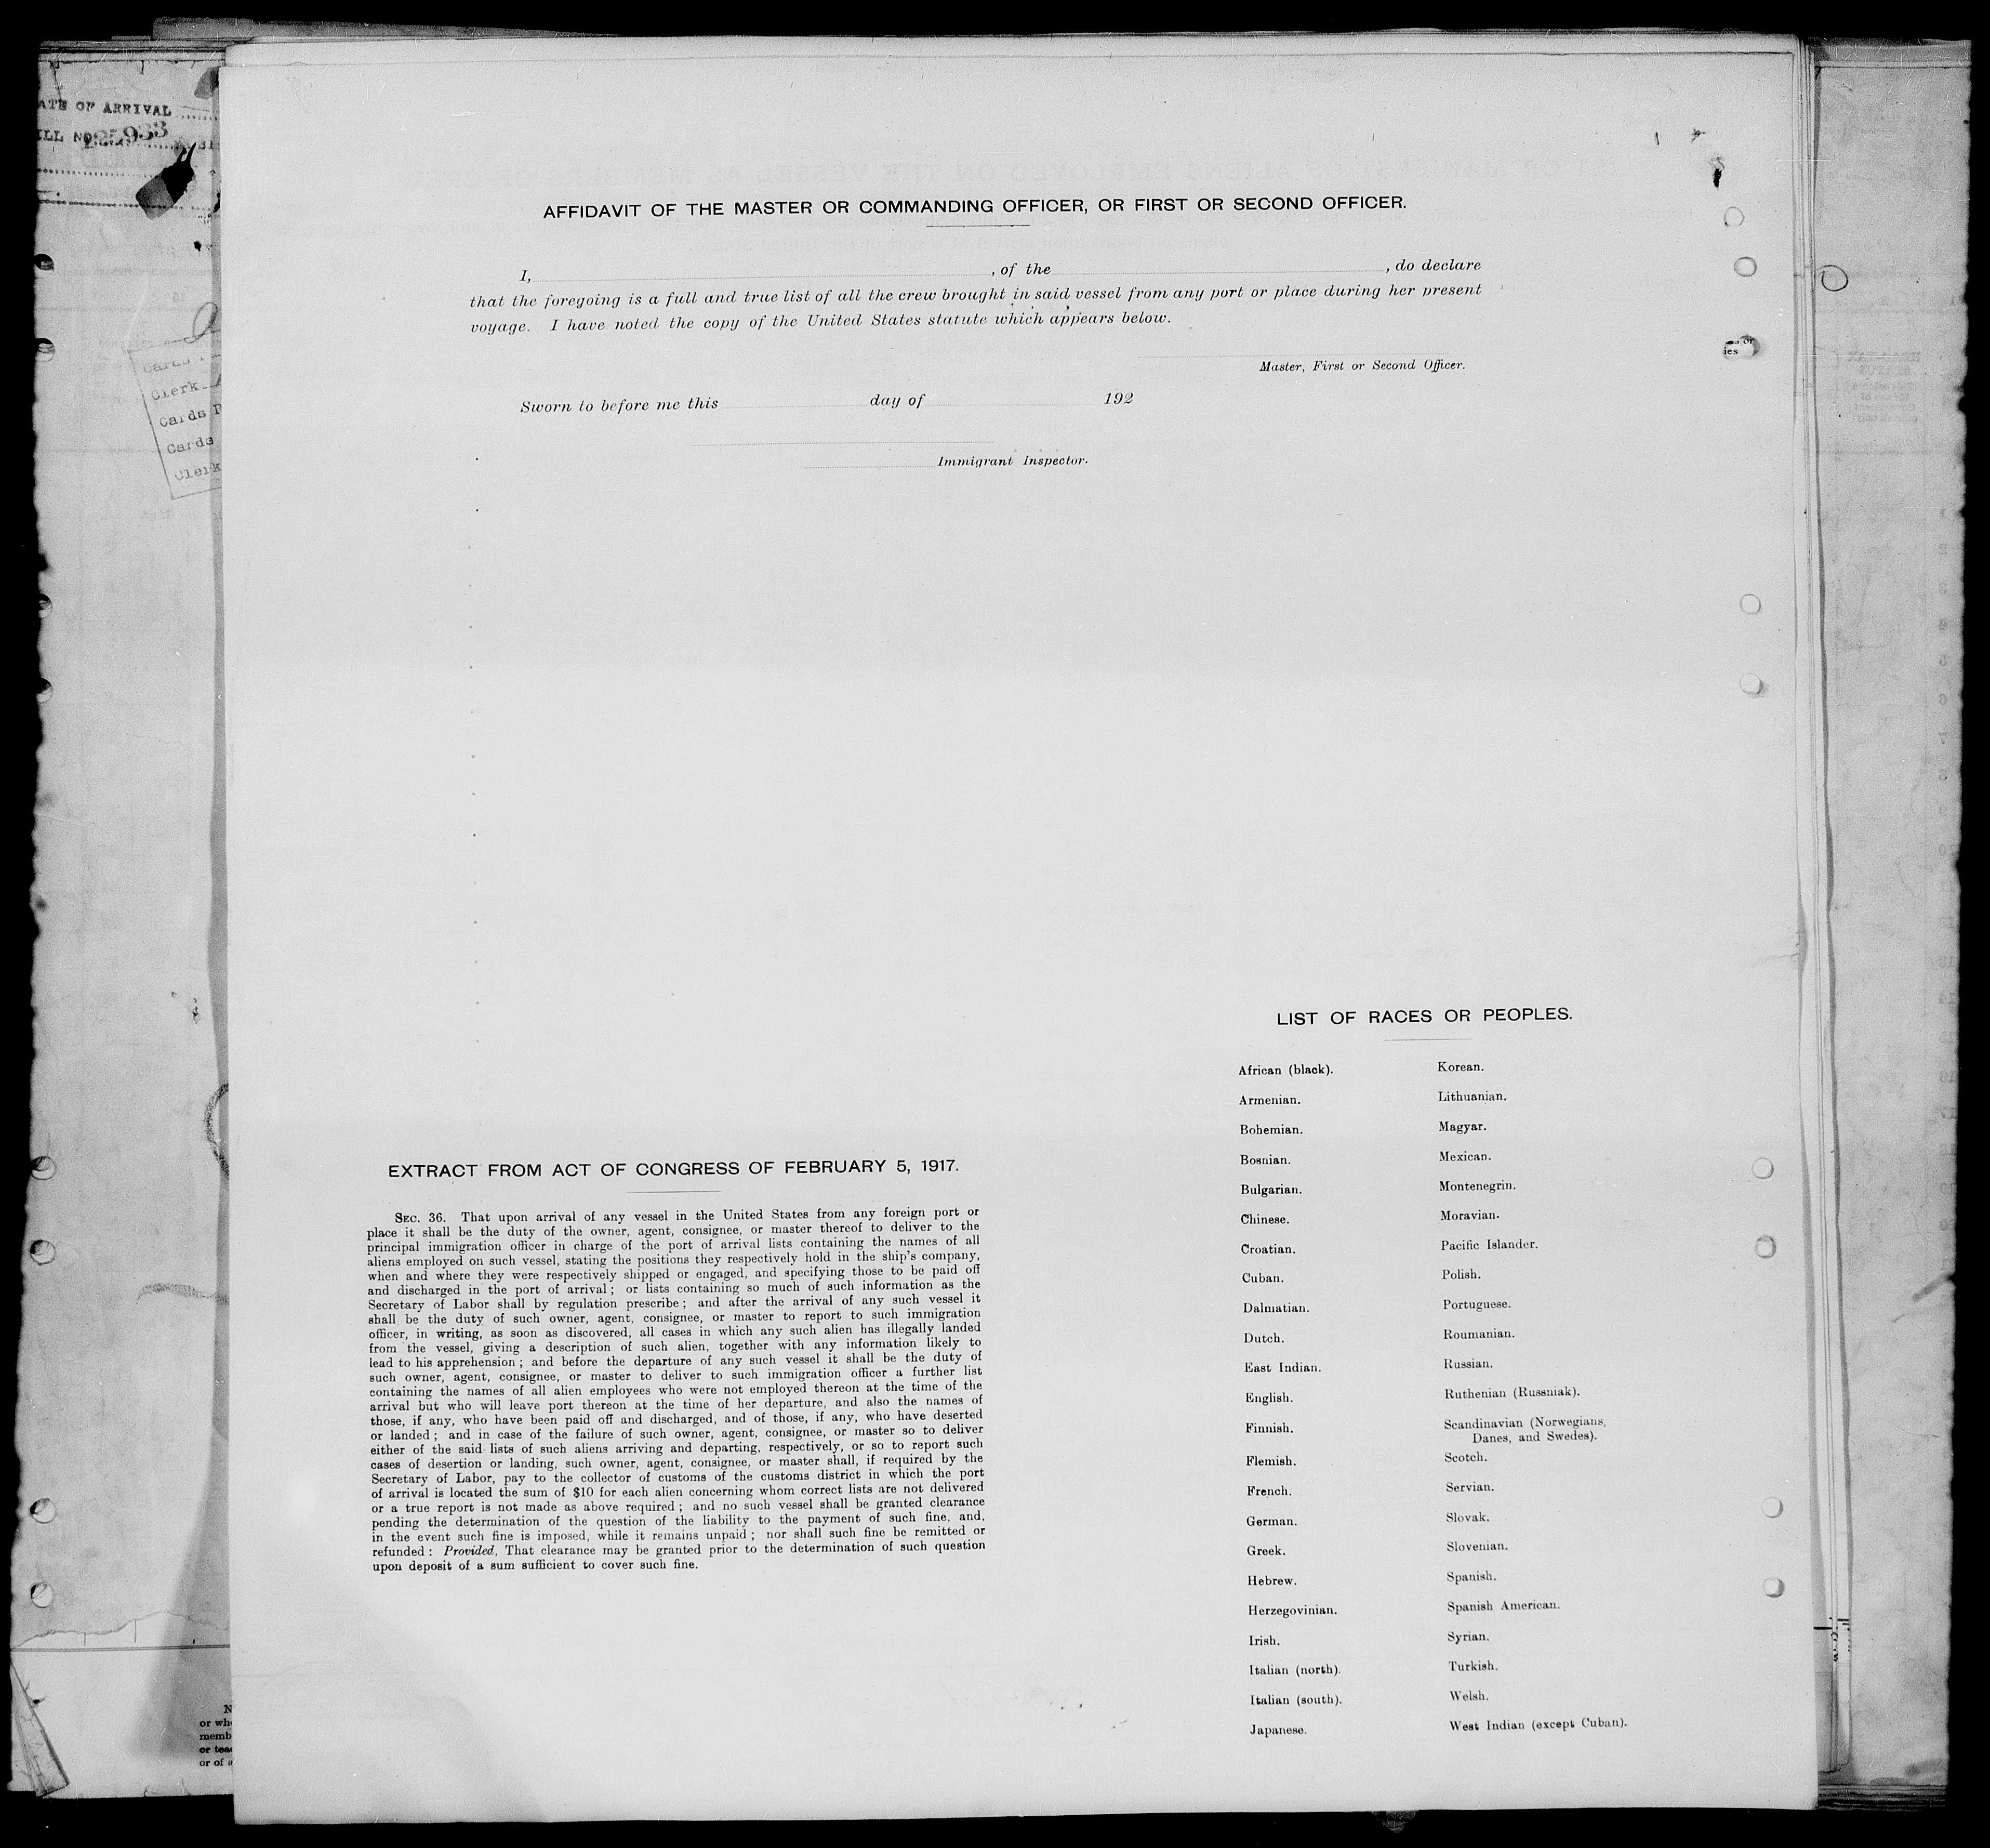 ATE OF ARRIVAL
ILL NO. 25933
Clerk
Cards
Cards
Clerk
AFFIDAVIT OF THE MASTER OR COMMANDING OFFICER, OR FIRST OR SECOND OFFICER.
I, , of the , do declare
that the foregoing is a full and true list of all the crew brought in said vessel from any port or place during her present
voyage. I have noted the copy of the United States statute which appears below.
Master, First or Second Officer.
Sworn to before me this day of 192
Immigrant Inspector.
EXTRACT FROM ACT OF CONGRESS OF FEBRUARY 5, 1917.
SEC. 36. That upon arrival of any vessel in the United States from any foreign port or
place it shall be the duty of the owner, agent, consignee, or master thereof to deliver to the
principal immigration officer in charge of the port of arrival lists containing the names of all
aliens employed on such vessel, stating the positions they respectively hold in the ship's company,
when and where they were respectively shipped or engaged, and specifying those to be paid off
and discharged in the port of arrival; or lists containing so much of such information as the
Secretary of Labor shall by regulation prescribe; and after the arrival of any such vessel it
shall be the duty of such owner, agent, consignee, or master to report to such immigration
officer, in writing, as soon as discovered, all cases in which any such alien has illegally landed
from the vessel, giving a description of such alien, together with any information likely to
lead to his apprehension; and before the departure of any such vessel it shall be the duty of
such owner, agent, consignee, or master to deliver to such immigration officer a further list
containing the names of all alien employees who were not employed thereon at the time of the
arrival but who will leave port thereon at the time of her departure, and also the names of
those, if any, who have been paid off and discharged, and of those, if any, who have deserted
or landed; and in case of the failure of such owner, agent, consignee, or master so to deliver
either of the said lists of such aliens arriving and departing, respectively, or so to report such
cases of desertion or landing, such owner, agent, consignee, or master shall, if required by the
Secretary of Labor, pay to the collector of customs of the customs district in which the port
of arrival is located the sum of $10 for each alien concerning whom correct lists are not delivered
or a true report is not made as above required; and no such vessel shall be granted clearance
pending the determination of the question of the liability to the payment of such fine, and,
in the event such fine is imposed, while it remains unpaid; nor shall such fine be remitted or
refunded: Provided, That clearance may be granted prior to the determination of such question
upon deposit of a sum sufficient to cover such fine.
LIST OF RACES OR PEOPLES.
African (black).
Armenian.
Bohemian.
Bosnian.
Bulgarian.
Chinese.
Croatian.
Cuban.
Dalmatian.
Dutch.
East Indian.
English.
Finnish.
Flemish.
French.
German.
Greek.
Hebrew.
Herzegovinian.
Irish.
Italian (north).
Italian (south).
Japanese.
Korean.
Lithuanian.
Magyar.
Mexican.
Montenegrin.
Moravian.
Pacific Islander.
Polish.
Portuguese.
Roumanian.
Russian.
Ruthenian (Russniak).
Scandinavian (Norwegians,
Danes, and Swedes).
Scotch.
Servian.
Slovak.
Slovenian.
Spanish.
Spanish American.
Syrian.
Turkish.
Welsh.
West Indian (except Cuban).
N
or wh
memb
or tea
or of a